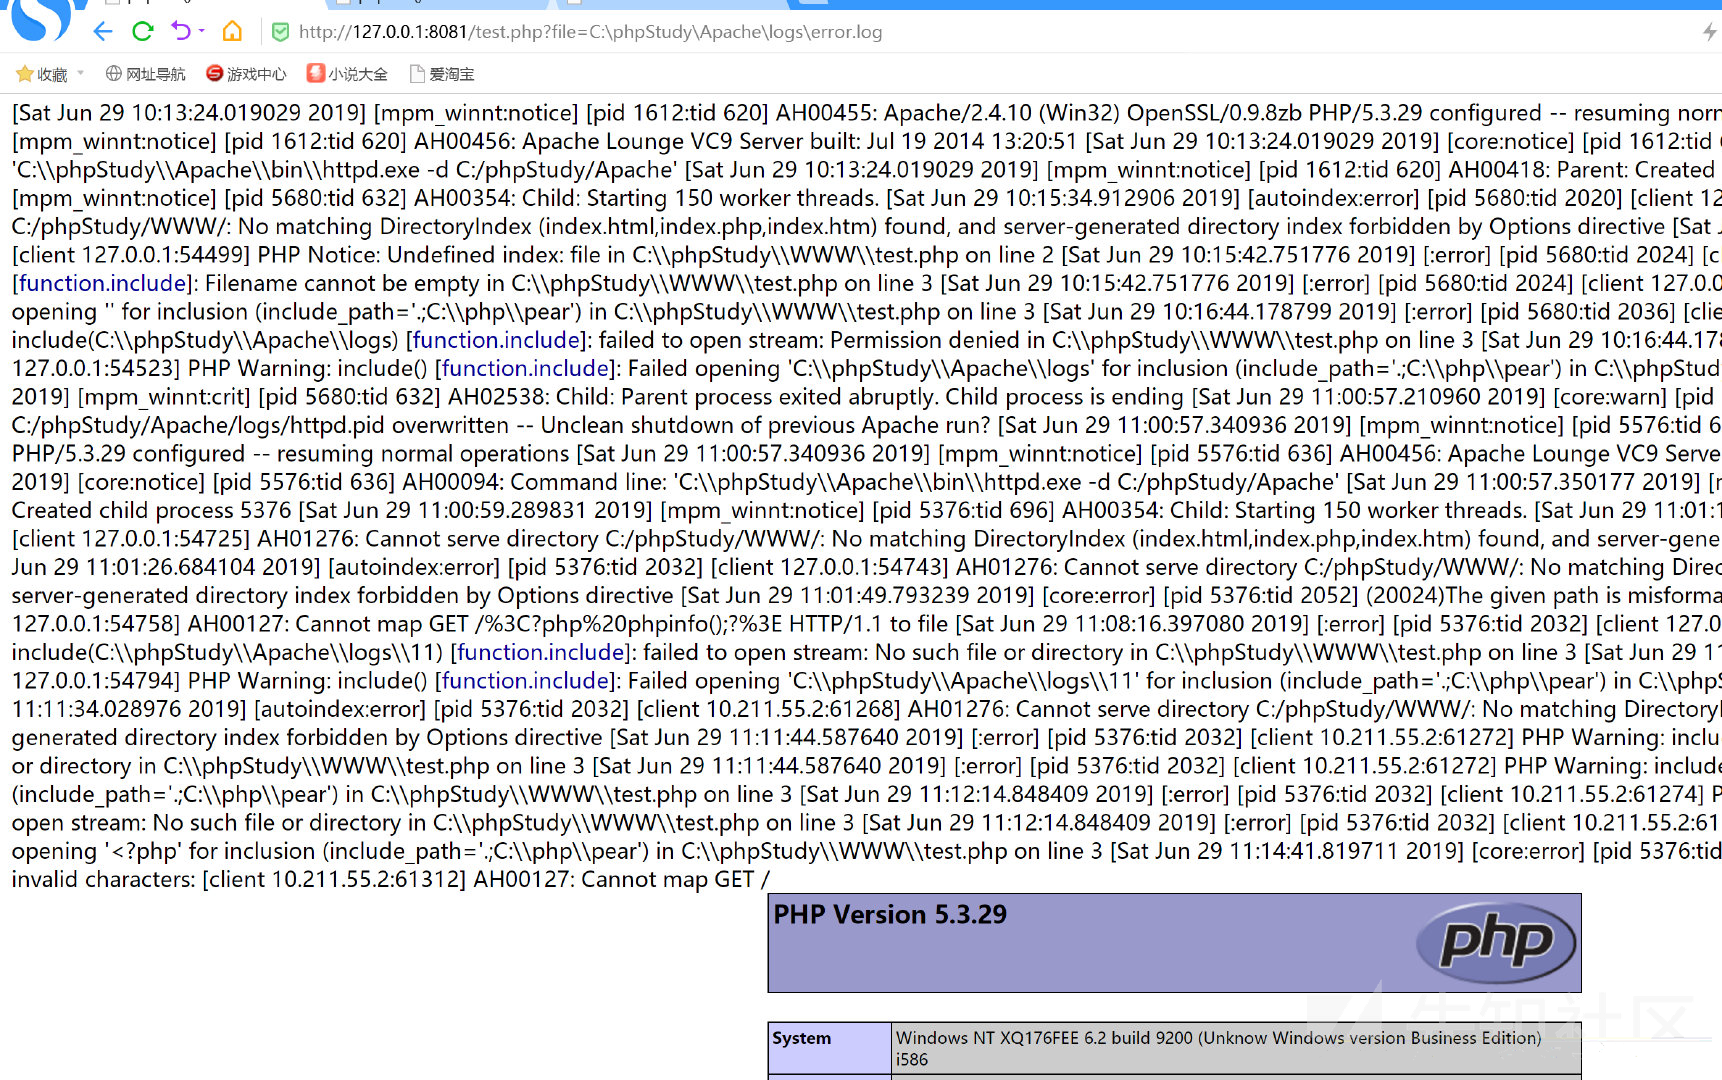 http://127.0.0.1:8081/test.php?file=C:\phpStudy\Apache\logs\error.log
收藏 网址导航 游戏中心 小说大全 爱淘宝
[Sat Jun 29 10:13:24.019029 2019] [mpm_winnt:notice] [pid 1612:tid 620] AH00455: Apache/2.4.10 (Win32) OpenSSL/0.9.8zb PHP/5.3.29 configured -- resuming norm
[mpm_winnt:notice] [pid 1612:tid 620] AH00456: Apache Lounge VC9 Server built: Jul 19 2014 13:20:51 [Sat Jun 29 10:13:24.019029 2019] [core:notice] [pid 1612:tid 6
'C:\\phpStudy\\Apache\\bin\\httpd.exe -d C:/phpStudy/Apache' [Sat Jun 29 10:13:24.019029 2019] [mpm_winnt:notice] [pid 1612:tid 620] AH00418: Parent: Created
[mpm_winnt:notice] [pid 5680:tid 632] AH00354: Child: Starting 150 worker threads. [Sat Jun 29 10:15:34.912906 2019] [autoindex:error] [pid 5680:tid 2020] [client 12
C:/phpStudy/WWW/: No matching DirectoryIndex (index.html,index.php,index.htm) found, and server-generated directory index forbidden by Options directive [Sat J
[client 127.0.0.1:54499] PHP Notice: Undefined index: file in C:\\phpStudy\\WWW\\test.php on line 2 [Sat Jun 29 10:15:42.751776 2019] [:error] [pid 5680:tid 2024] [c
[function.include]: Filename cannot be empty in C:\\phpStudy\\WWW\\test.php on line 3 [Sat Jun 29 10:15:42.751776 2019] [:error] [pid 5680:tid 2024] [client 127.0.0
opening '' for inclusion (include_path='.;C:\\php\\pear') in C:\\phpStudy\\WWW\\test.php on line 3 [Sat Jun 29 10:16:44.178799 2019] [:error] [pid 5680:tid 2036] [clie
include(C:\\phpStudy\\Apache\\logs) [function.include]: failed to open stream: Permission denied in C:\\phpStudy\\WWW\\test.php on line 3 [Sat Jun 29 10:16:44.178
127.0.0.1:54523] PHP Warning: include() [function.include]: Failed opening 'C:\\phpStudy\\Apache\\logs' for inclusion (include_path='.;C:\\php\\pear') in C:\\phpStud
2019] [mpm_winnt:crit] [pid 5680:tid 632] AH02538: Child: Parent process exited abruptly. Child process is ending [Sat Jun 29 11:00:57.210960 2019] [core:warn] [pid
C:/phpStudy/Apache/logs/httpd.pid overwritten -- Unclean shutdown of previous Apache run? [Sat Jun 29 11:00:57.340936 2019] [mpm_winnt:notice] [pid 5576:tid 6
PHP/5.3.29 configured -- resuming normal operations [Sat Jun 29 11:00:57.340936 2019] [mpm_winnt:notice] [pid 5576:tid 636] AH00456: Apache Lounge VC9 Serve
2019] [core:notice] [pid 5576:tid 636] AH00094: Command line: 'C:\\phpStudy\\Apache\\bin\\httpd.exe -d C:/phpStudy/Apache' [Sat Jun 29 11:00:57.350177 2019] [r
Created child process 5376 [Sat Jun 29 11:00:59.289831 2019] [mpm_winnt:notice] [pid 5376:tid 696] AH00354: Child: Starting 150 worker threads. [Sat Jun 29 11:01:1
[client 127.0.0.1:54725] AH01276: Cannot serve directory C:/phpStudy/WWW/: No matching DirectoryIndex (index.html,index.php,index.htm) found, and server-gene
Jun 29 11:01:26.684104 2019] [autoindex:error] [pid 5376:tid 2032] [client 127.0.0.1:54743] AH01276: Cannot serve directory C:/phpStudy/WWW/: No matching Direc
server-generated directory index forbidden by Options directive [Sat Jun 29 11:01:49.793239 2019] [core:error] [pid 5376:tid 2052] (20024)The given path is misforma
127.0.0.1:54758] AH00127: Cannot map GET /%3C?php%20phpinfo();?%3E HTTP/1.1 to file [Sat Jun 29 11:08:16.397080 2019] [:error] [pid 5376:tid 2032] [client 127.0
include(C:\\phpStudy\\Apache\\logs\\11) [function.include]: failed to open stream: No such file or directory in C:\\phpStudy\\WWW\\test.php on line 3 [Sat Jun 29 11
127.0.0.1:54794] PHP Warning: include() [function.include]: Failed opening 'C:\\phpStudy\\Apache\\logs\\11' for inclusion (include_path='.;C:\\php\\pear') in C:\\phpS
11:11:34.028976 2019] [autoindex:error] [pid 5376:tid 2032] [client 10.211.55.2:61268] AH01276: Cannot serve directory C:/phpStudy/WWW/: No matching DirectoryI
generated directory index forbidden by Options directive [Sat Jun 29 11:11:44.587640 2019] [:error] [pid 5376:tid 2032] [client 10.211.55.2:61272] PHP Warning: inclu
or directory in C:\\phpStudy\\WWW\\test.php on line 3 [Sat Jun 29 11:11:44.587640 2019] [:error] [pid 5376:tid 2032] [client 10.211.55.2:61272] PHP Warning: include
(include_path='.;C:\\php\\pear') in C:\\phpStudy\\WWW\\test.php on line 3 [Sat Jun 29 11:12:14.848409 2019] [:error] [pid 5376:tid 2032] [client 10.211.55.2:61274] P
open stream: No such file or directory in C:\\phpStudy\\WWW\\test.php on line 3 [Sat Jun 29 11:12:14.848409 2019] [:error] [pid 5376:tid 2032] [client 10.211.55.2:61
opening '<?php' for inclusion (include_path='.;C:\\php\\pear') in C:\\phpStudy\\WWW\\test.php on line 3 [Sat Jun 29 11:14:41.819711 2019] [core:error] [pid 5376:tid
invalid characters: [client 10.211.55.2:61312] AH00127: Cannot map GET /
PHP Version 5.3.29
php
System Windows NT XQ176FEE 6.2 build 9200 (Unknow Windows version Business Edition)
i586